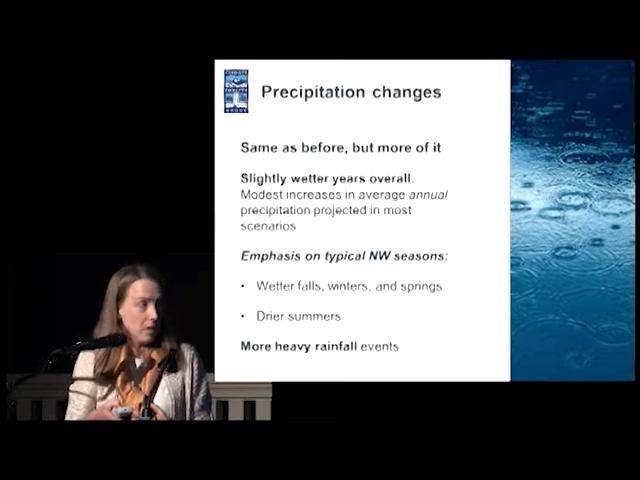 Precipitation changes
Same as before, but more of it
Slightly wetter years overall.
Modest increases in average annual
precipitation projected in most
scenarios
Emphasis on typical NW seasons:
• Wetter falls, winters, and springs
• Drier summers
More heavy rainfall events